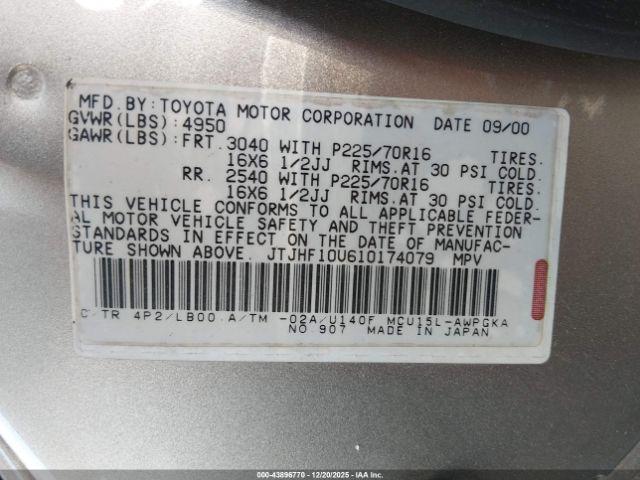 MFD.BY:TOYOTA MOTOR CORPORATION DATE 09/00
GVWR(LBS):4950
GAWR(LBS):FRT.3040 WITH P225/70R16 TIRES.
16X6 1/2JJ RIMS.AT 30 PSI COLD.
RR. 2540 WITH P225/70R16 TIRES.
16X6 1/2JJ RIMS.AT 30 PSI COLD.
THIS VEHICLE CONFORMS TO ALL APPLICABLE FEDER-
AL MOTOR VEHICLE SAFETY AND THEFT PREVENTION
STANDARDS IN EFFECT ON THE DATE OF MANUFAC-
TURE SHOWN ABOVE. JTJHF10U610174079 MPV
C/TR 4P2/LB00 A/TM -02A/U140F MCU15L-AWPGKA
NO.907 MADE IN JAPAN
000-43896770 - 12/20/2025 - IAAI.COM